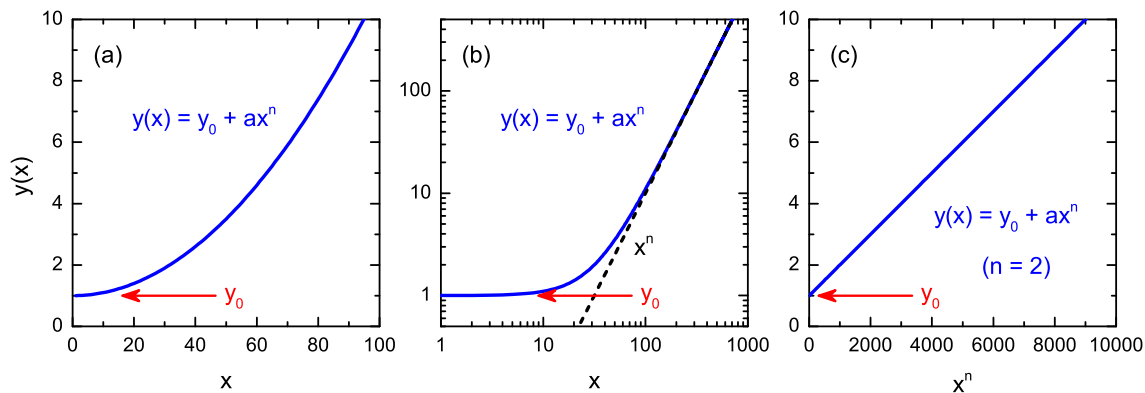 (a)
y(x) = y₀ + axⁿ
y₀
y(x)
10
8
6
4
2
0
0 20 40 60 80 100
x
(b)
y(x) = y₀ + axⁿ
xⁿ
y₀
100
10
1
1 10 100 1000
x
(c)
y(x) = y₀ + axⁿ
(n = 2)
y₀
10
8
6
4
2
0
0 2000 4000 6000 8000 10000
xⁿ